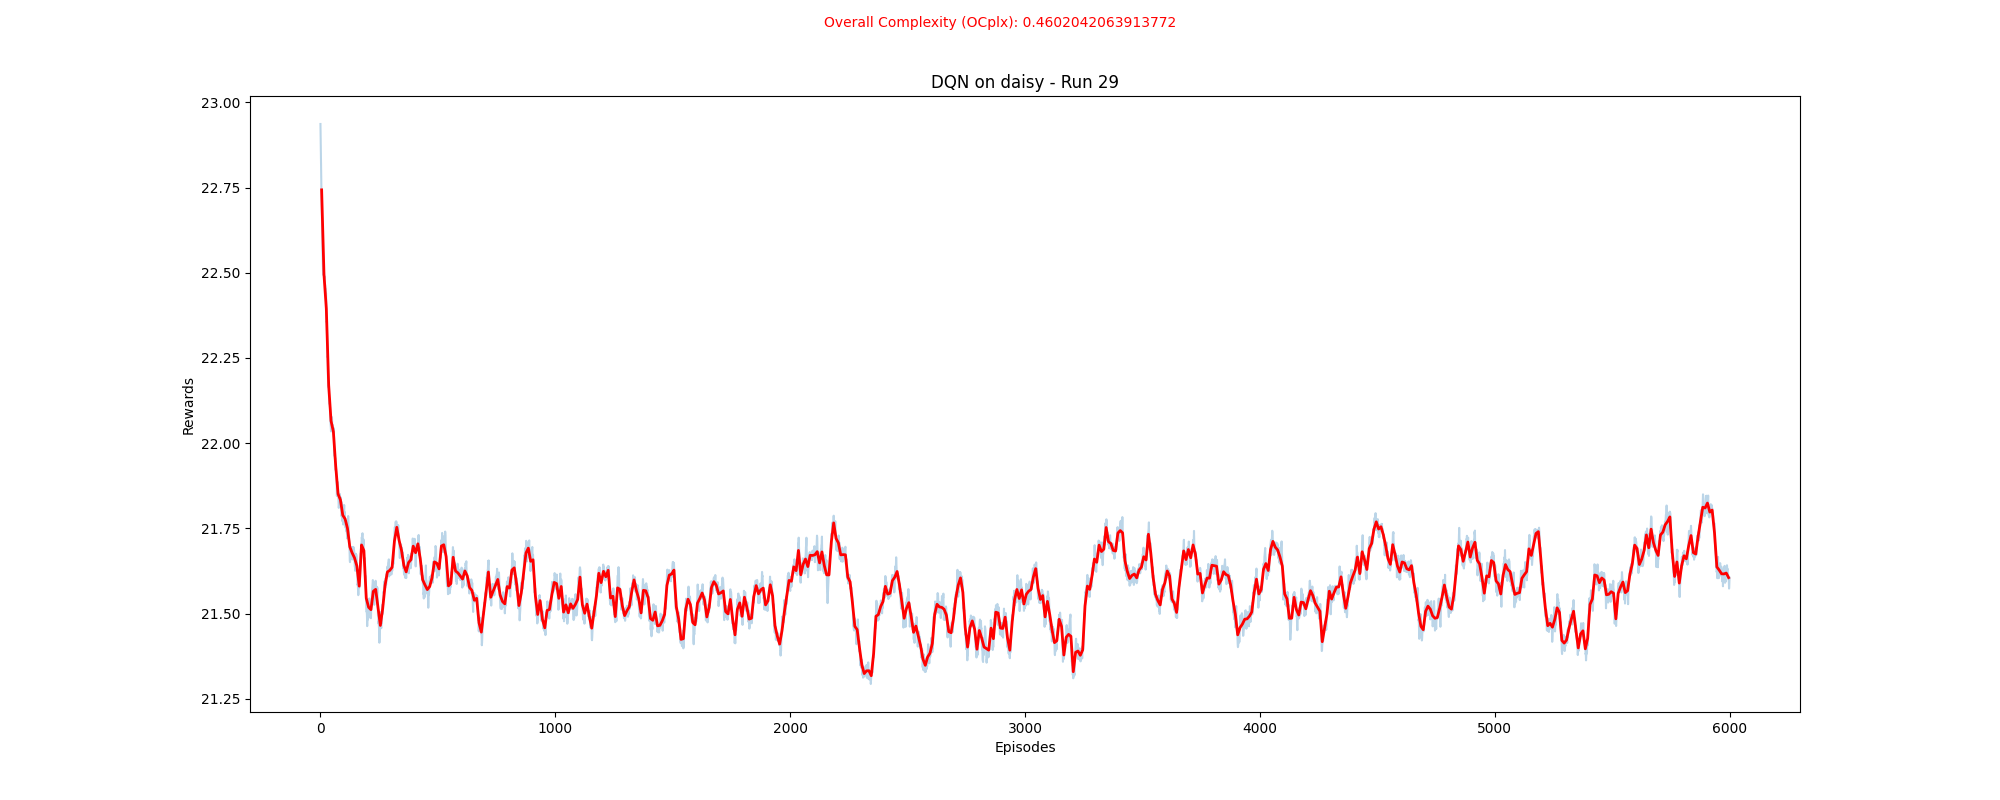 Overall Complexity (OCplx): 0.4602042063913772
DQN on daisy - Run 29
23.00
22.75
22.50
22.25
22.00
21.75
21.50
21.25
Rewards
0 1000 2000 3000 4000 5000 6000
Episodes